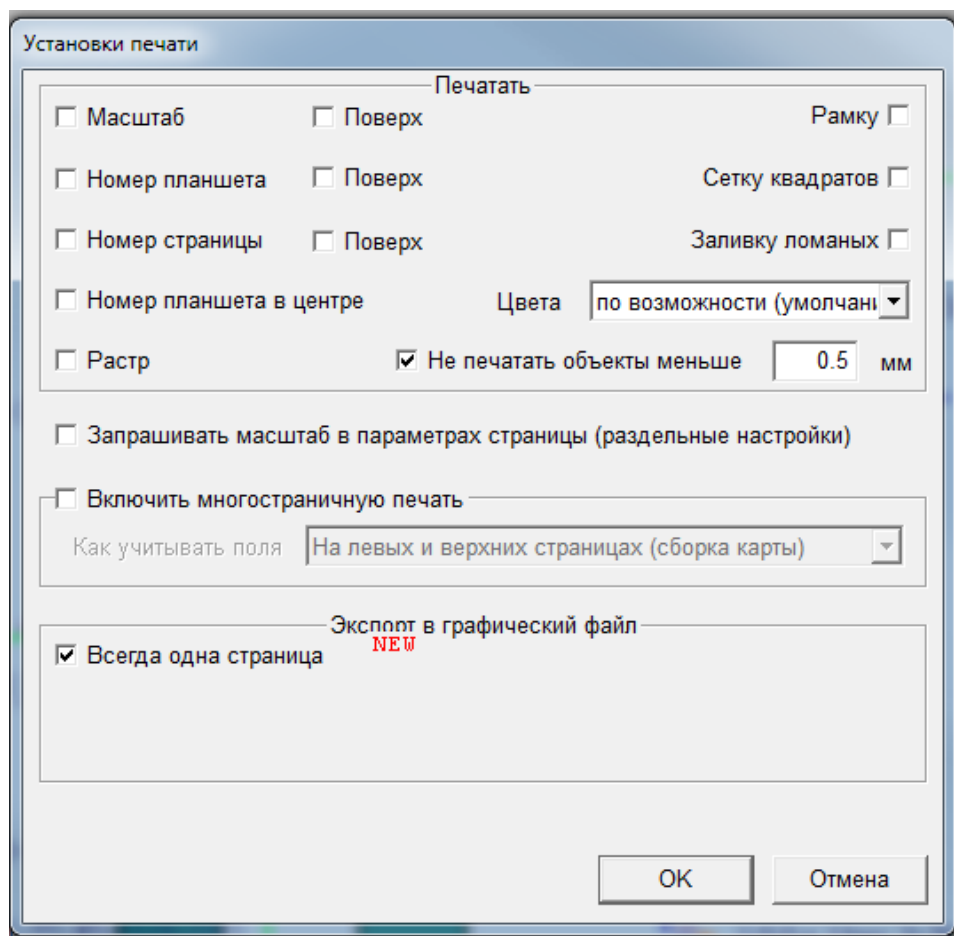 Установки печати
Печатать
Масштаб Поверх Рамку
Номер планшета Поверх Сетку квадратов
Номер страницы Поверх Заливку ломаных
Номер планшета в центре Цвета по возможности (умолчани
Растр Не печатать объекты меньше 0.5 мм
Запрашивать масштаб в параметрах страницы (раздельные настройки)
Включить многостраничную печать
Как учитывать поля На левых и верхних страницах (сборка карты)
Экспорт в графический файл
NEW
Всегда одна страница
OK Отмена